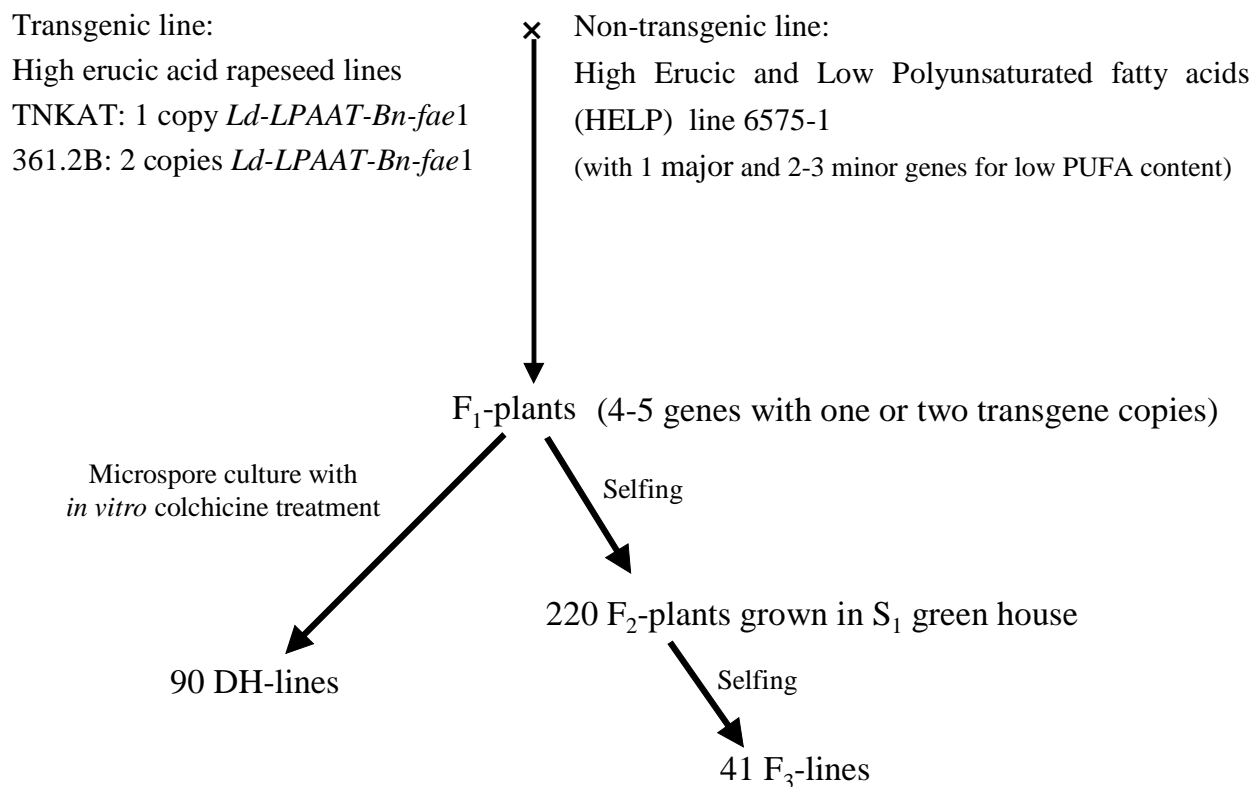 Transgenic line:
High erucic acid rapeseed lines
TNKAT: 1 copy Ld-LPAAT-Bn-fae1
361.2B: 2 copies Ld-LPAAT-Bn-fae1
×
Non-transgenic line:
High Erucic and Low Polyunsaturated fatty acids
(HELP) line 6575-1
(with 1 major and 2-3 minor genes for low PUFA content)
F₁-plants (4-5 genes with one or two transgene copies)
Microspore culture with
in vitro colchicine treatment
Selfing
220 F₂-plants grown in S₁ green house
90 DH-lines
Selfing
41 F₃-lines